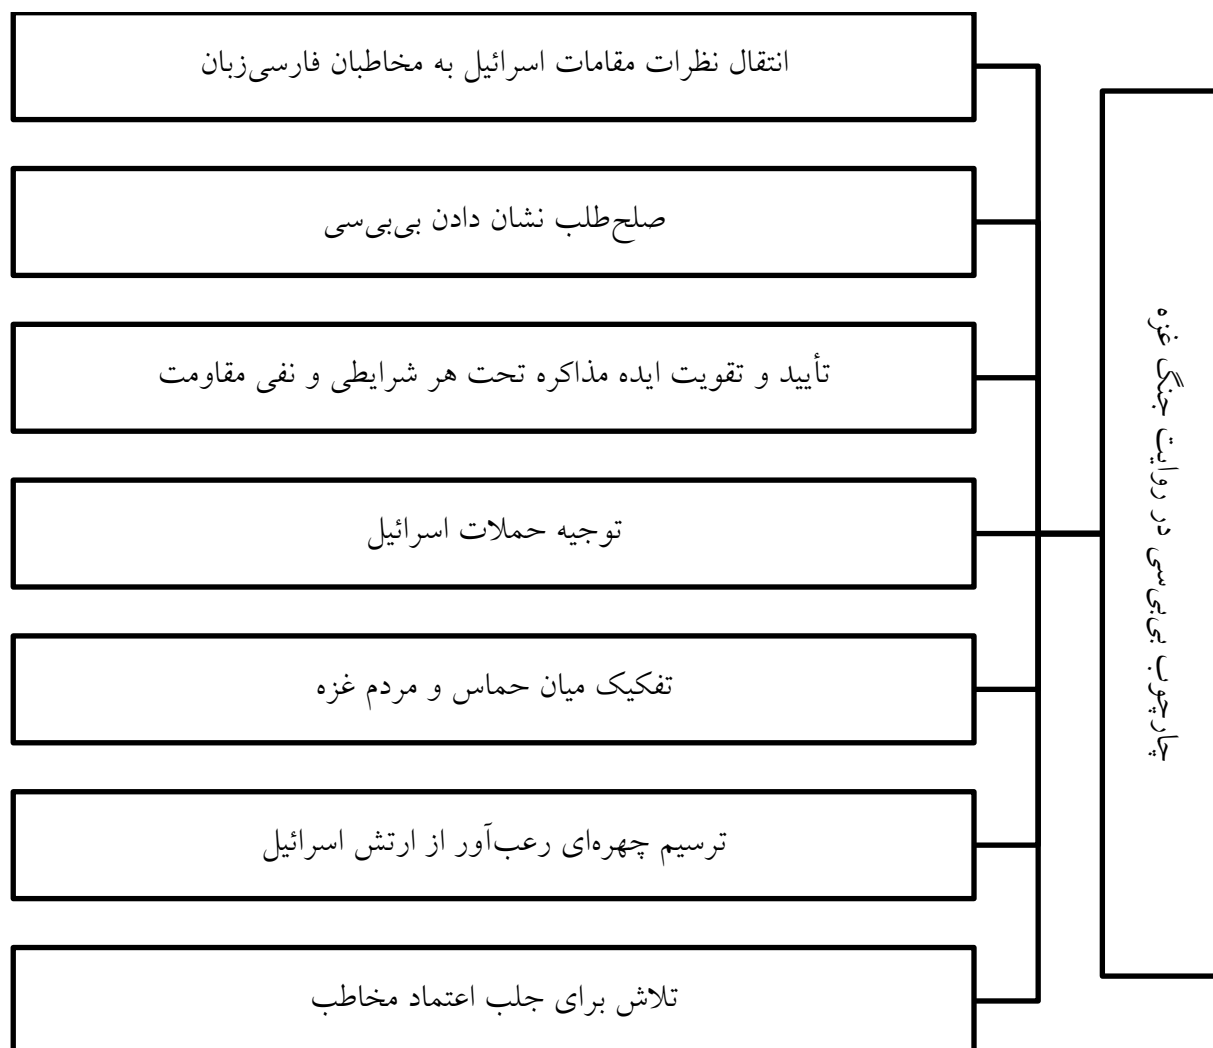 چارچوب بی‌بی‌سی در روایت جنگ غزه
انتقال نظرات مقامات اسرائیل به مخاطبان فارسی‌زبان
صلح‌طلب نشان دادن بی‌بی‌سی
تأیید و تقویت ایده مذاکره تحت هر شرایطی و نفی مقاومت
توجیه حملات اسرائیل
تفکیک میان حماس و مردم غزه
ترسیم چهره‌ای رعب‌آور از ارتش اسرائیل
تلاش برای جلب اعتماد مخاطب